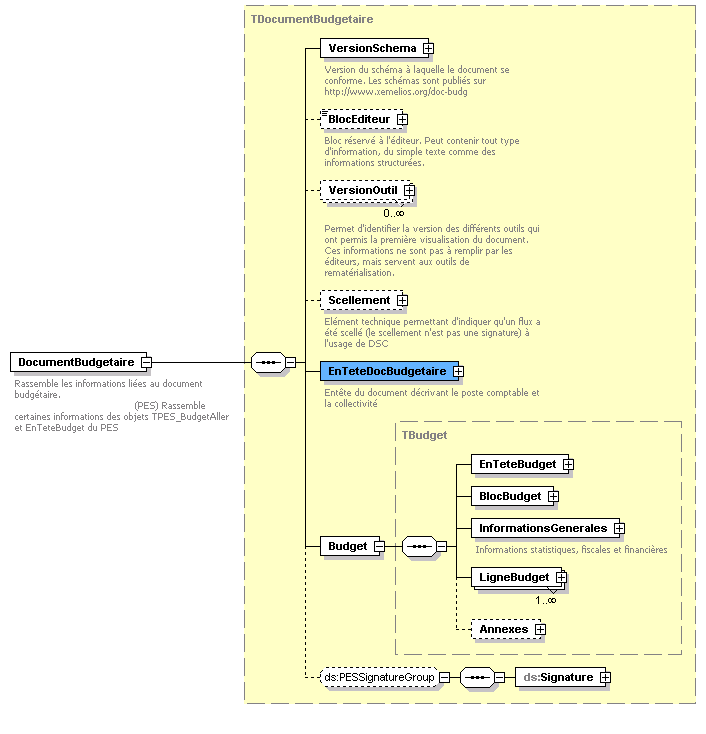 TDocumentBudgetaire
VersionSchema
Version du schéma à laquelle le document se
conforme. Les schémas sont publiés sur
http://www.xemelios.org/doc-budg
BlocEditeur
Bloc réservé à l'éditeur. Peut contenir tout type
d'information, du simple texte comme des
informations structurées.
VersionOutil
0..∞
Permet d'identifier la version des différents outils qui
ont permis la première visualisation du document.
Ces informations ne sont pas à remplir par les
éditeurs, mais servent aux outils de
rematérialisation.
Scellement
Elément technique permettant d'indiquer qu'un flux a
été scellé (le scellement n'est pas une signature) à
l'usage de DSC
DocumentBudgetaire
Rassemble les informations liées au document
budgétaire.
(PES) Rassemble
certaines informations des objets TPES_BudgetAller
et EnTeteBudget du PES
EnTeteDocBudgetaire
Entête du document décrivant le poste comptable et
la collectivité
TBudget
EnTeteBudget
BlocBudget
InformationsGenerales
Informations statistiques, fiscales et financières
Budget
LigneBudget
1..∞
Annexes
ds:PESSignatureGroup
ds:Signature